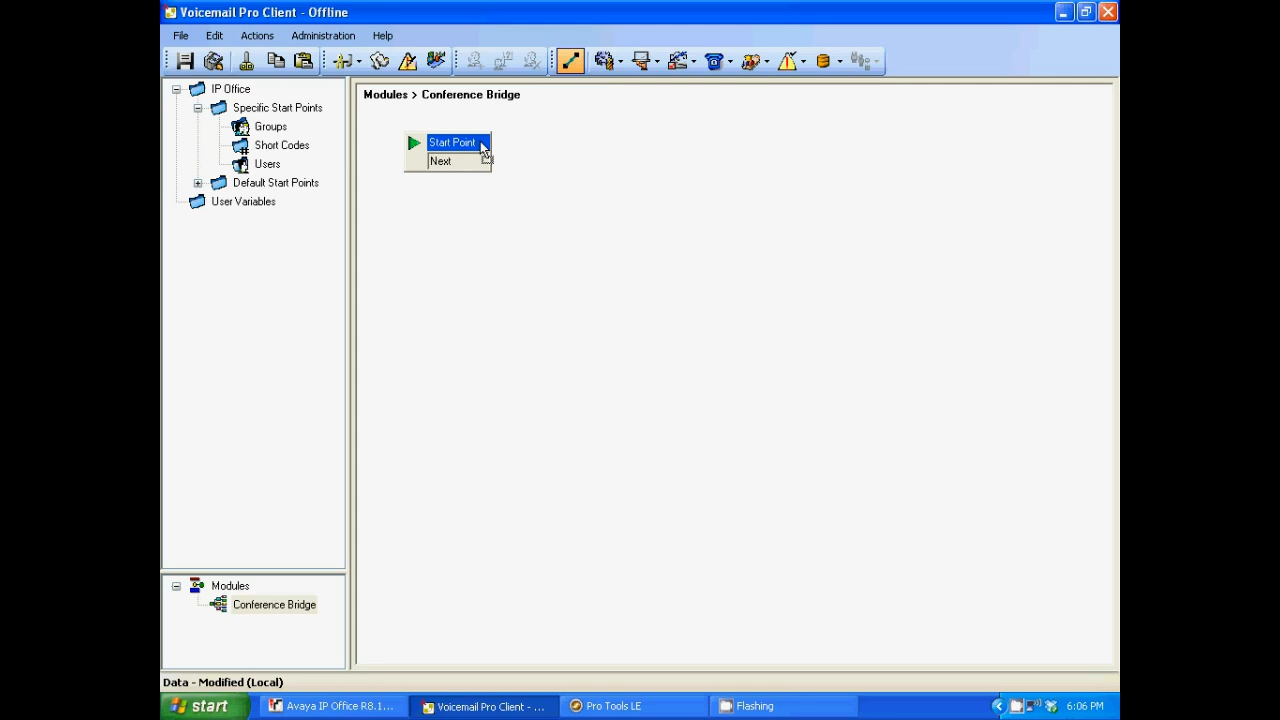 Voicemail Pro Client - Offline
File Edit Actions Administration Help
IP Office
Specific Start Points
Groups
Short Codes
Users
Default Start Points
User Variables
Modules > Conference Bridge
Start Point
Next
Modules
Conference Bridge
Data - Modified (Local)
start
Avaya IP Office R8.1...
Voicemail Pro Client - ...
Pro Tools LE
Flashing
6:06 PM